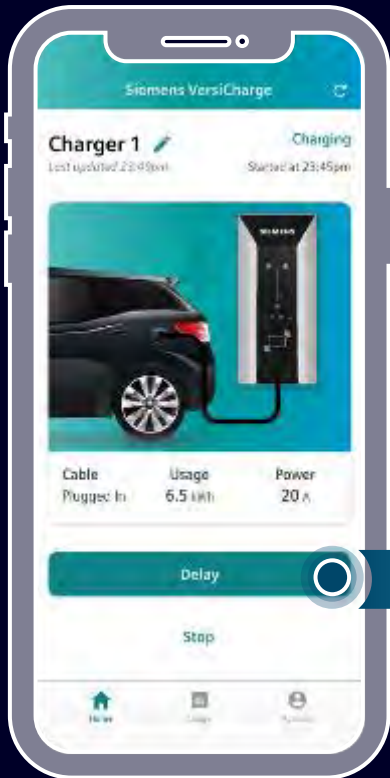 Siemens VersiCharge
Charger 1
Charging
Last updated 23:49pm
Started at 23:45pm
SIEMENS
Cable Usage Power
Plugged In 6.5 kWh 20 A
Delay
Stop
Home